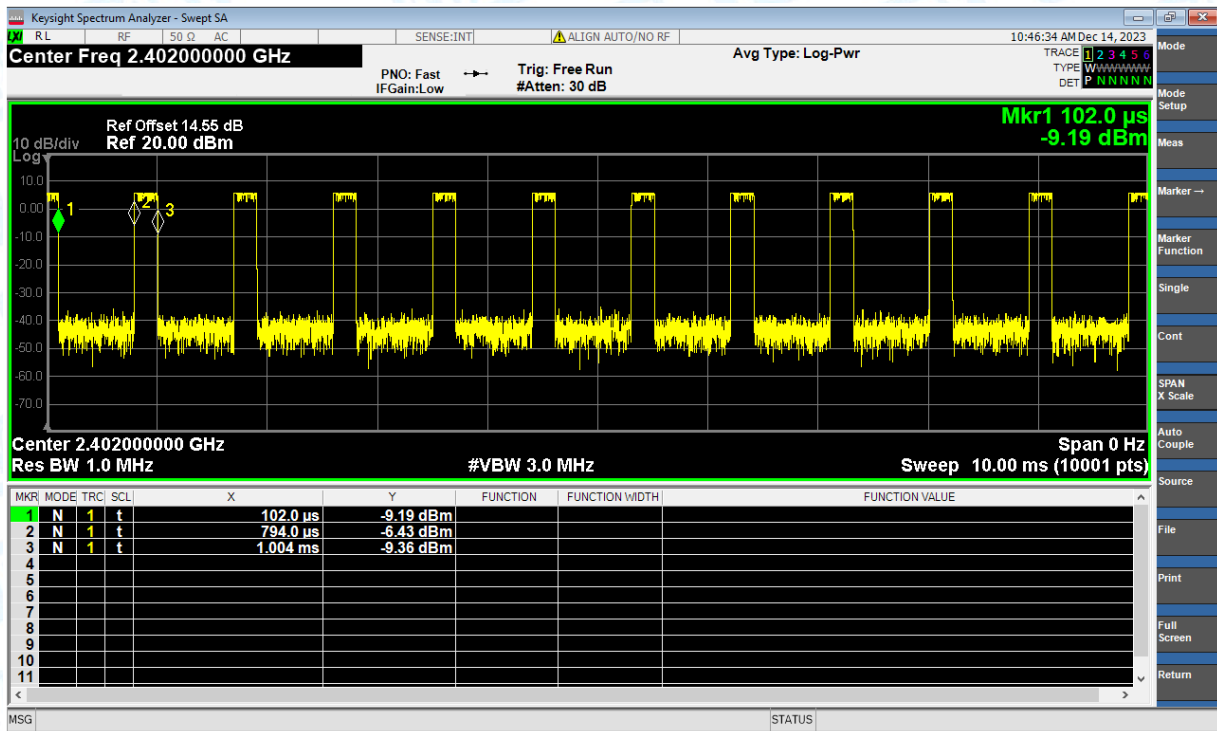 Keysight Spectrum Analyzer - Swept SA
LXI RL RF 50 Ω AC SENSE:INT ALIGN AUTO/NO RF 10:46:34 AM Dec 14, 2023
Center Freq 2.402000000 GHz
Avg Type: Log-Pwr
TRACE 1 2 3 4 5 6
TYPE WWWWWW
DET P N N N N N
PNO: Fast Trig: Free Run
IFGain:Low #Atten: 30 dB
Mkr1 102.0 µs
-9.19 dBm
Ref Offset 14.55 dB
10 dB/div Ref 20.00 dBm
Log
10.0
0.00
-10.0
-20.0
-30.0
-40.0
-50.0
-60.0
-70.0
1
2
3
Center 2.402000000 GHz Span 0 Hz
Res BW 1.0 MHz #VBW 3.0 MHz Sweep 10.00 ms (10001 pts)
MKR MODE TRC SCL X Y FUNCTION FUNCTION WIDTH FUNCTION VALUE
1 N 1 t 102.0 µs -9.19 dBm
2 N 1 t 794.0 µs -6.43 dBm
3 N 1 t 1.004 ms -9.36 dBm
4
5
6
7
8
9
10
11
MSG STATUS
Mode
Mode Setup
Meas
Marker →
Marker Function
Single
Cont
SPAN X Scale
Auto Couple
Source
File
Print
Full Screen
Return